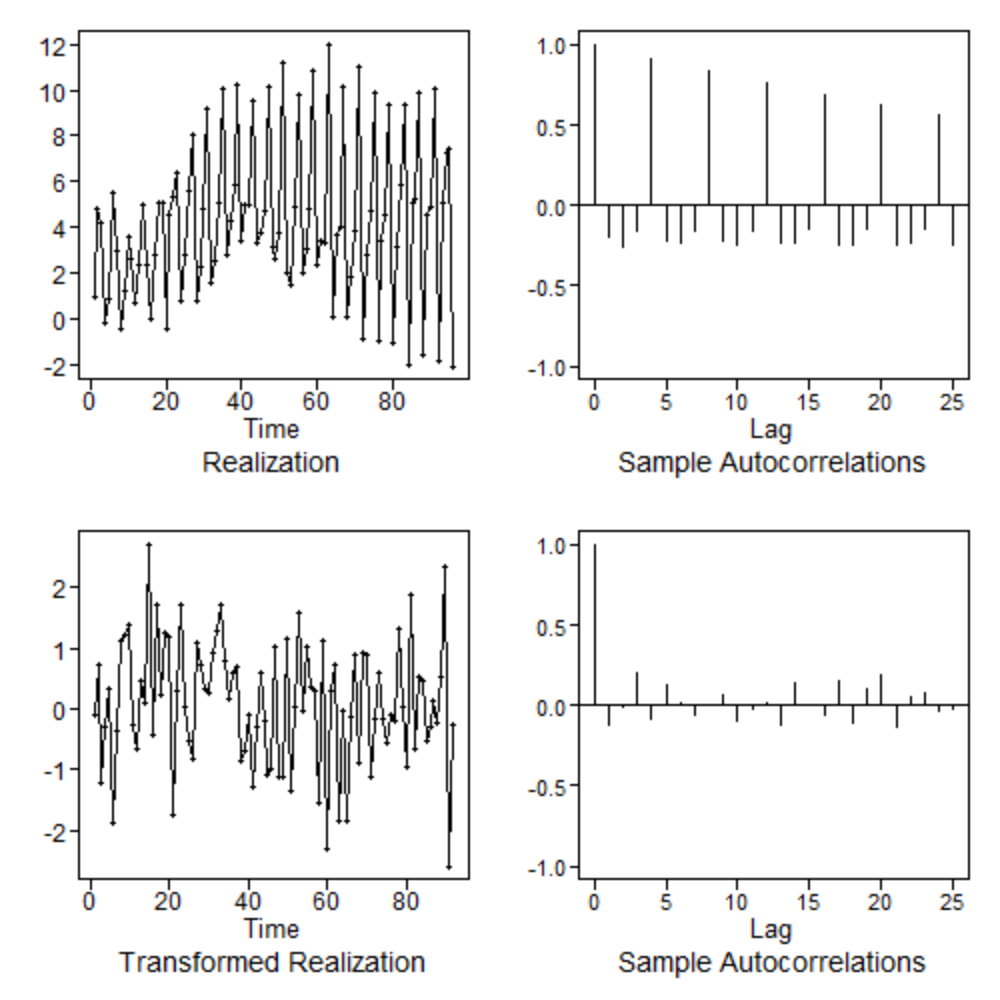 12
10
8
6
4
2
0
-2
0 20 40 60 80
Time
Realization
1.0
0.5
0.0
-0.5
-1.0
0 5 10 15 20 25
Lag
Sample Autocorrelations
2
1
0
-1
-2
0 20 40 60 80
Time
Transformed Realization
1.0
0.5
0.0
-0.5
-1.0
0 5 10 15 20 25
Lag
Sample Autocorrelations